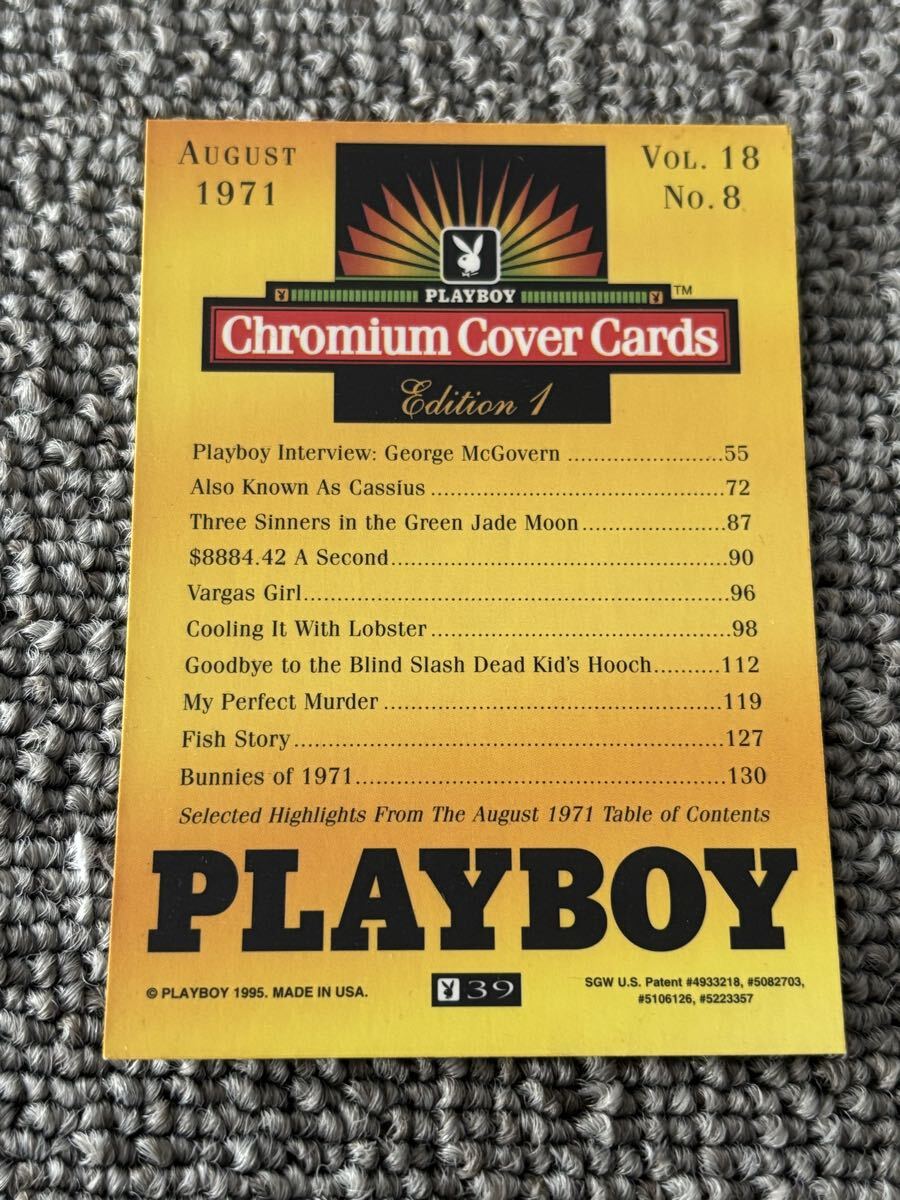 AUGUST
1971
VOL. 18
NO. 8
PLAYBOY
TM
Chromium Cover Cards
Edition 1
Playboy Interview: George McGovern ........................55
Also Known As Cassius ............................................72
Three Sinners in the Green Jade Moon......................87
$8884.42 A Second..................................................90
Vargas Girl................................................................96
Cooling It With Lobster .............................................98
Goodbye to the Blind Slash Dead Kid's Hooch..........112
My Perfect Murder ..................................................119
Fish Story................................................................127
Bunnies of 1971.......................................................130
Selected Highlights From The August 1971 Table of Contents
PLAYBOY
© PLAYBOY 1995. MADE IN USA.
39
SGW U.S. Patent #4933218, #5082703,
#5106126, #5223357